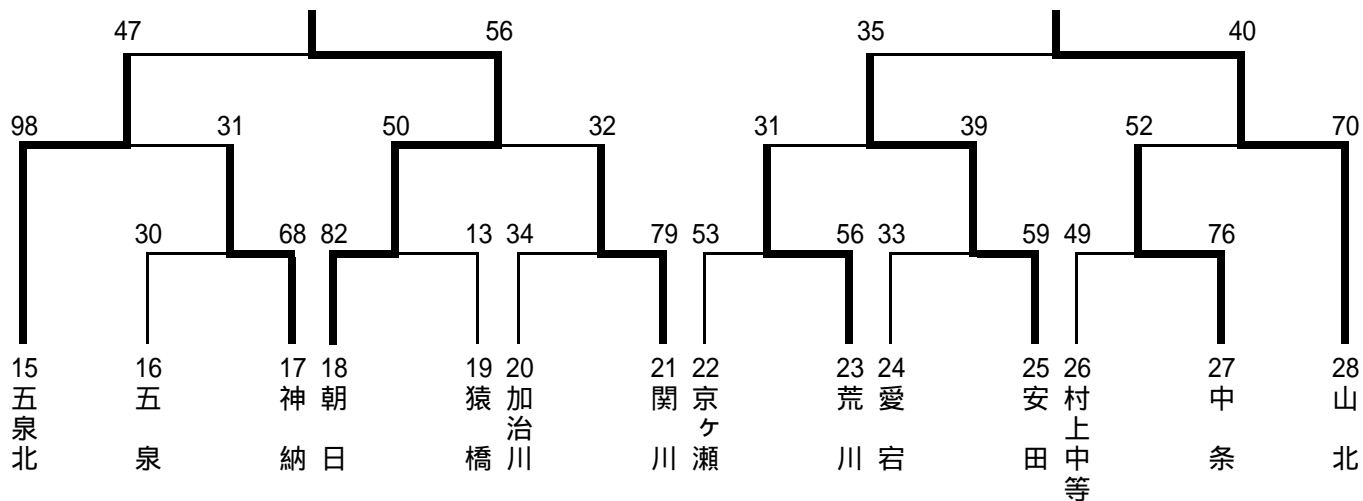 47 56 35 40
98 31 50 32 31 39 52 70
30 68 82 13 34 79 53 56 33 59 49 76
15 16 17 18 19 20 21 22 23 24 25 26 27 28
五泉北
五泉
神納
朝日
猿橋
加治川
関川
京ヶ瀬
荒川
愛宕
安田
村上中等
中条
山北